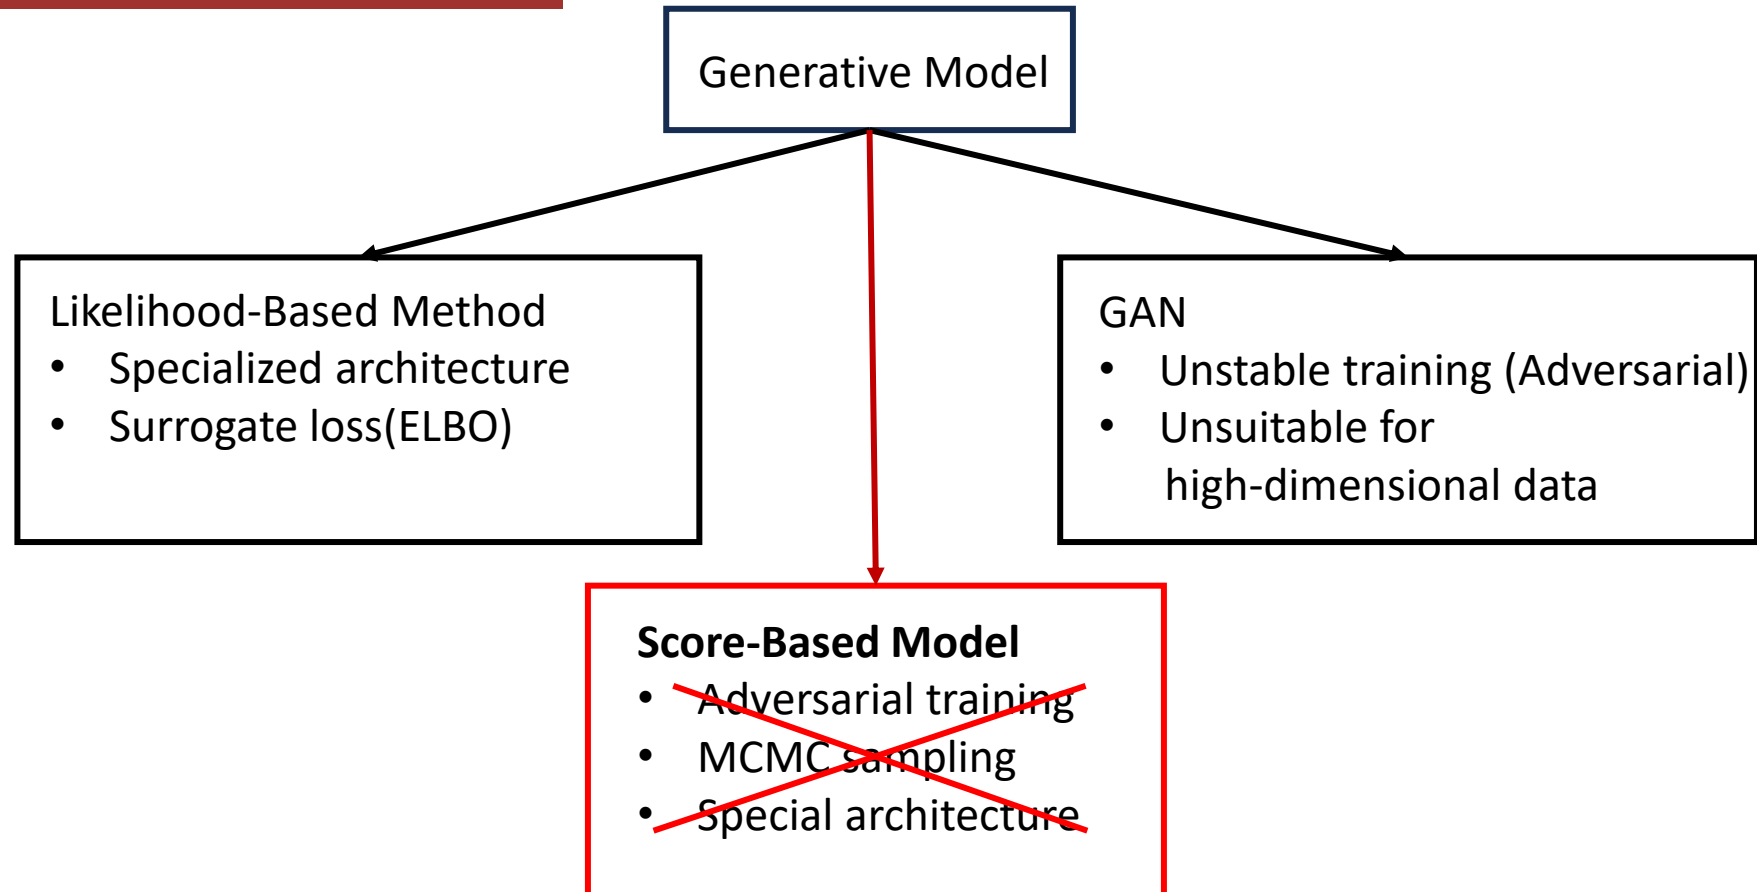 Generative Model
Likelihood-Based Method
• Specialized architecture
• Surrogate loss(ELBO)
GAN
• Unstable training (Adversarial)
• Unsuitable for
high-dimensional data
Score-Based Model
• Adversarial training
• MCMC sampling
• Special architecture